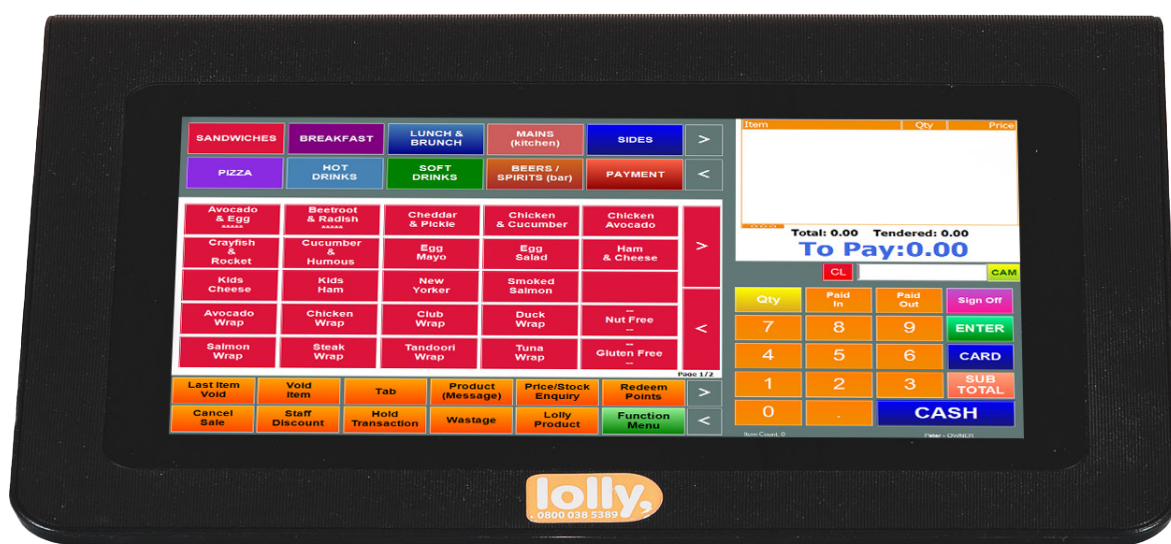 SANDWICHES
BREAKFAST
LUNCH &
BRUNCH
MAINS
(kitchen)
SIDES
>
PIZZA
HOT
DRINKS
SOFT
DRINKS
BEERS /
SPIRITS (bar)
PAYMENT
<
Avocado
& Egg
-----
Beetroot
& Radish
-----
Cheddar
& Pickle
Chicken
& Cucumber
Chicken
Avocado
>
Crayfish
&
Rocket
Cucumber
&
Humous
Egg
Mayo
Egg
Salad
Ham
& Cheese
Kids
Cheese
Kids
Ham
New
Yorker
Smoked
Salmon
Avocado
Wrap
Chicken
Wrap
Club
Wrap
Duck
Wrap
--
Nut Free
--
<
Salmon
Wrap
Steak
Wrap
Tandoori
Wrap
Tuna
Wrap
--
Gluten Free
--
Page 1/2
Last Item
Void
Void
Item
Tab
Product
(Message)
Price/Stock
Enquiry
Redeem
Points
>
Cancel
Sale
Staff
Discount
Hold
Transaction
Wastage
Lolly
Product
Function
Menu
<
Item Qty Price
Total: 0.00 Tendered: 0.00
To Pay:0.00
CL
CAM
Qty
Paid
In
Paid
Out
Sign Off
7 8 9 ENTER
4 5 6 CARD
1 2 3 SUB
TOTAL
0 . CASH
Item Count: 0
Peter - OWNER
lolly,
0800 038 5389